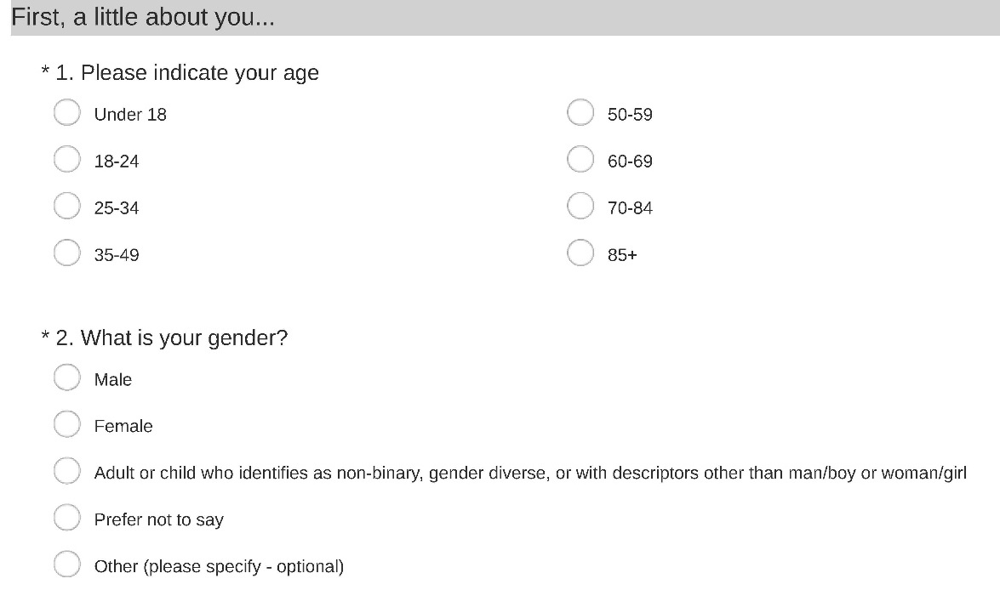 First, a little about you...
* 1. Please indicate your age
Under 18
18-24
25-34
35-49
50-59
60-69
70-84
85+
* 2. What is your gender?
Male
Female
Adult or child who identifies as non-binary, gender diverse, or with descriptors other than man/boy or woman/girl
Prefer not to say
Other (please specify - optional)